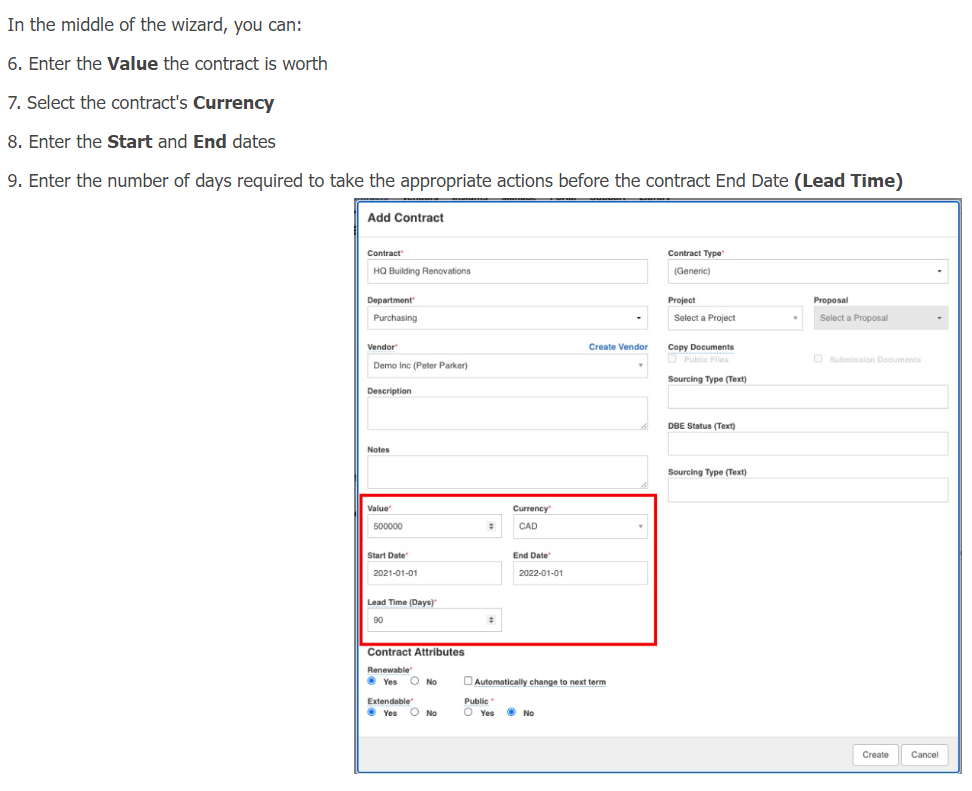 In the middle of the wizard, you can:
6. Enter the Value the contract is worth
7. Select the contract's Currency
8. Enter the Start and End dates
9. Enter the number of days required to take the appropriate actions before the contract End Date (Lead Time)
Add Contract
Contract*
HQ Building Renovations
Contract Type*
(Generic)
Department*
Purchasing
Project
Select a Project
Proposal
Select a Proposal
Vendor*
Create Vendor
Demo Inc (Peter Parker)
Copy Documents
Public Files
Submission Documents
Description
Sourcing Type (Text)
DBE Status (Text)
Notes
Sourcing Type (Text)
Value*
500000
Currency*
CAD
Start Date*
2021-01-01
End Date*
2022-01-01
Lead Time (Days)*
90
Contract Attributes
Renewable*
Yes No
Automatically change to next term
Extendable*
Yes No
Public *
Yes No
Create
Cancel